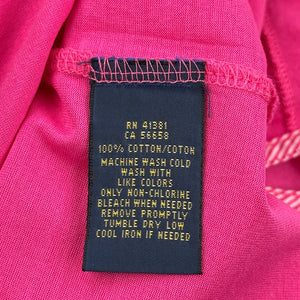 RN 41381
CA 56658
100% COTTON/COTON
MACHINE WASH COLD
WASH WITH
LIKE COLORS
ONLY NON-CHLORINE
BLEACH WHEN NEEDED
REMOVE PROMPTLY
TUMBLE DRY LOW
COOL IRON IF NEEDED